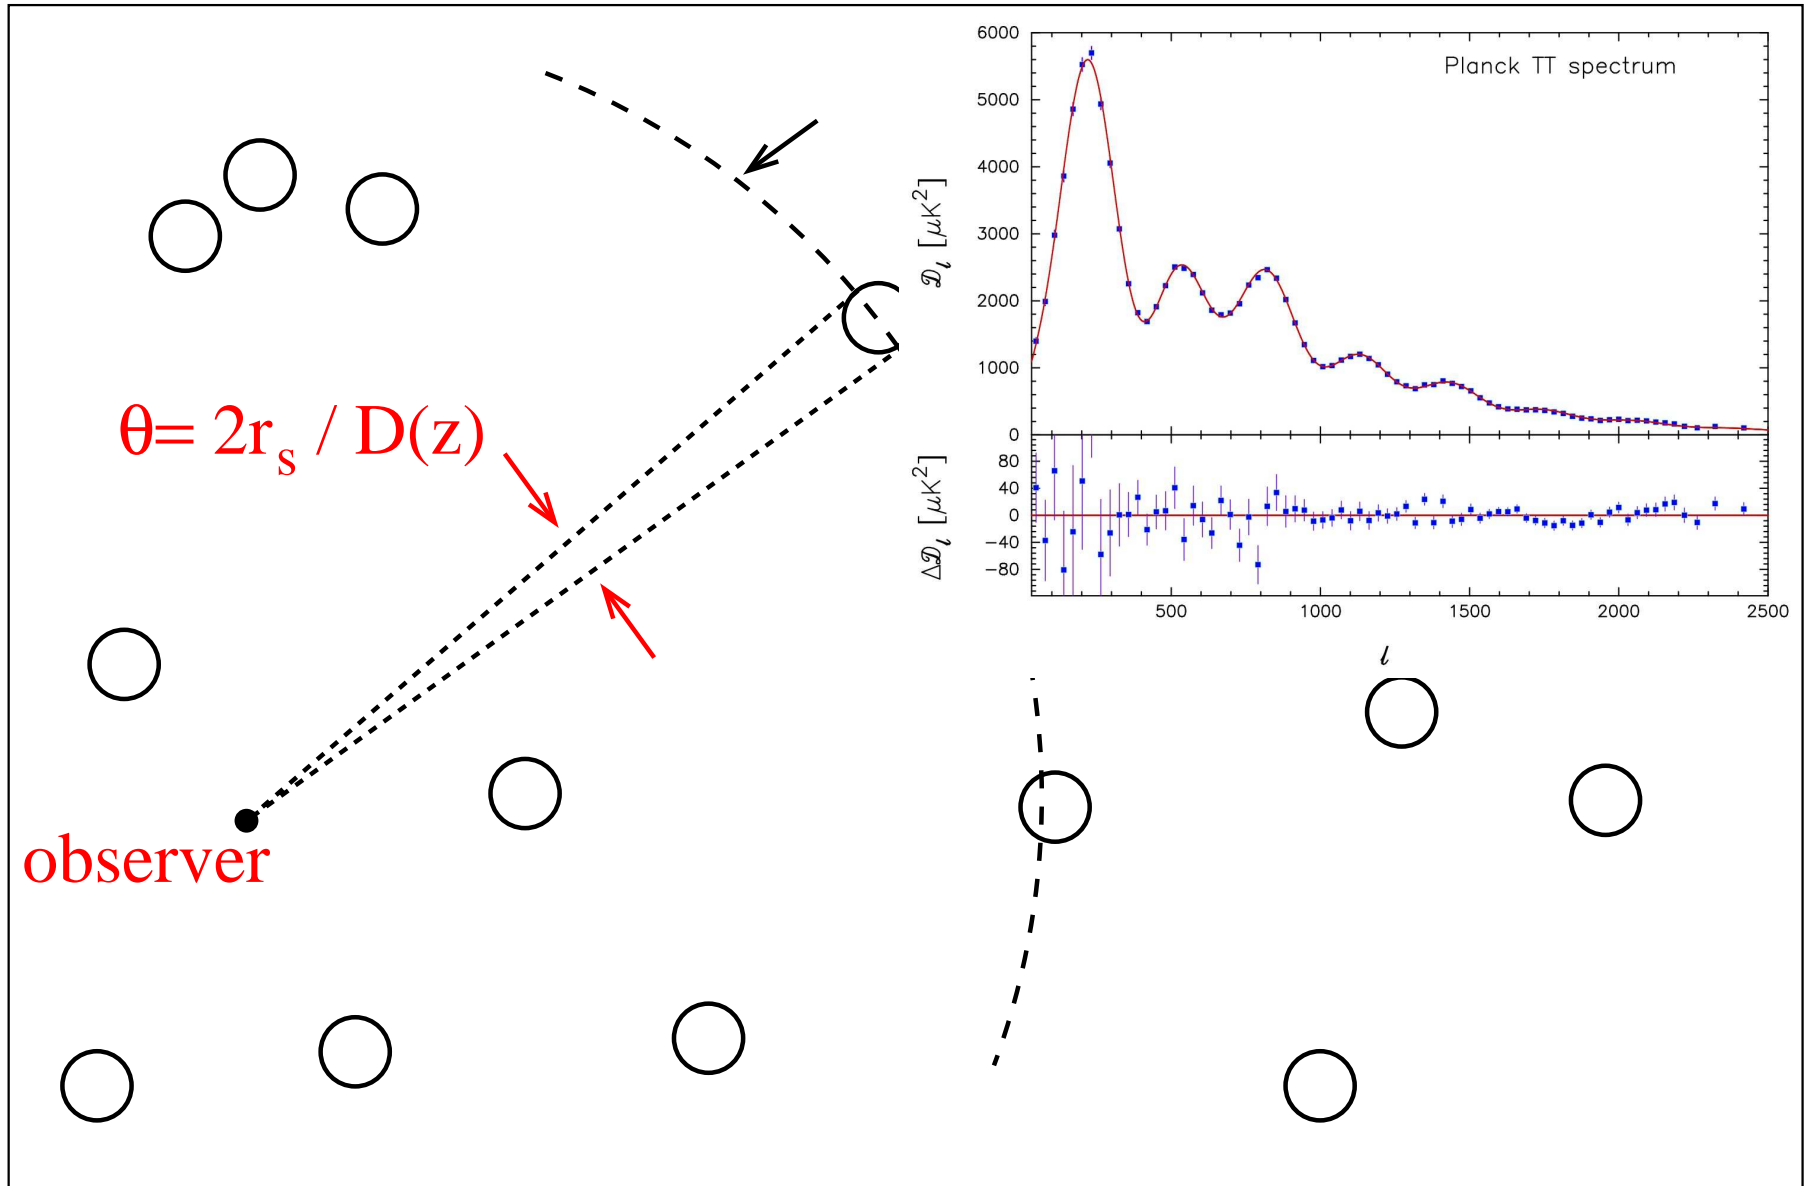 θ= 2r_s / D(z)
observer
Planck TT spectrum
𝒟_ℓ [μK²]
6000
5000
4000
3000
2000
1000
0
Δ𝒟_ℓ [μK²]
80
40
0
−40
−80
500 1000 1500 2000 2500
ℓ